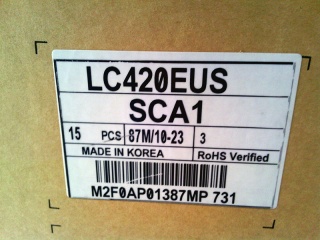 LC420EUS
SCA1
15 PCS 87M/10-23 3
MADE IN KOREA RoHS Verified
M2F0AP01387MP 731